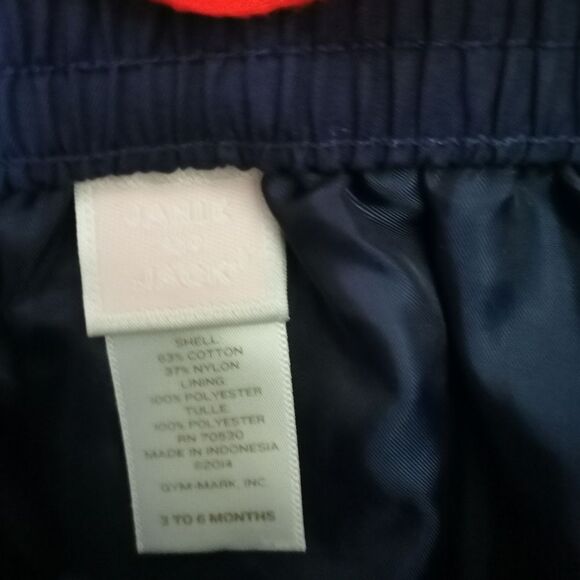 JANIE
AND
JACK®
SHELL
63% COTTON
37% NYLON
LINING
100% POLYESTER
TULLE
100% POLYESTER
RN 70530
MADE IN INDONESIA
©2014
GYM-MARK, INC.
3 TO 6 MONTHS